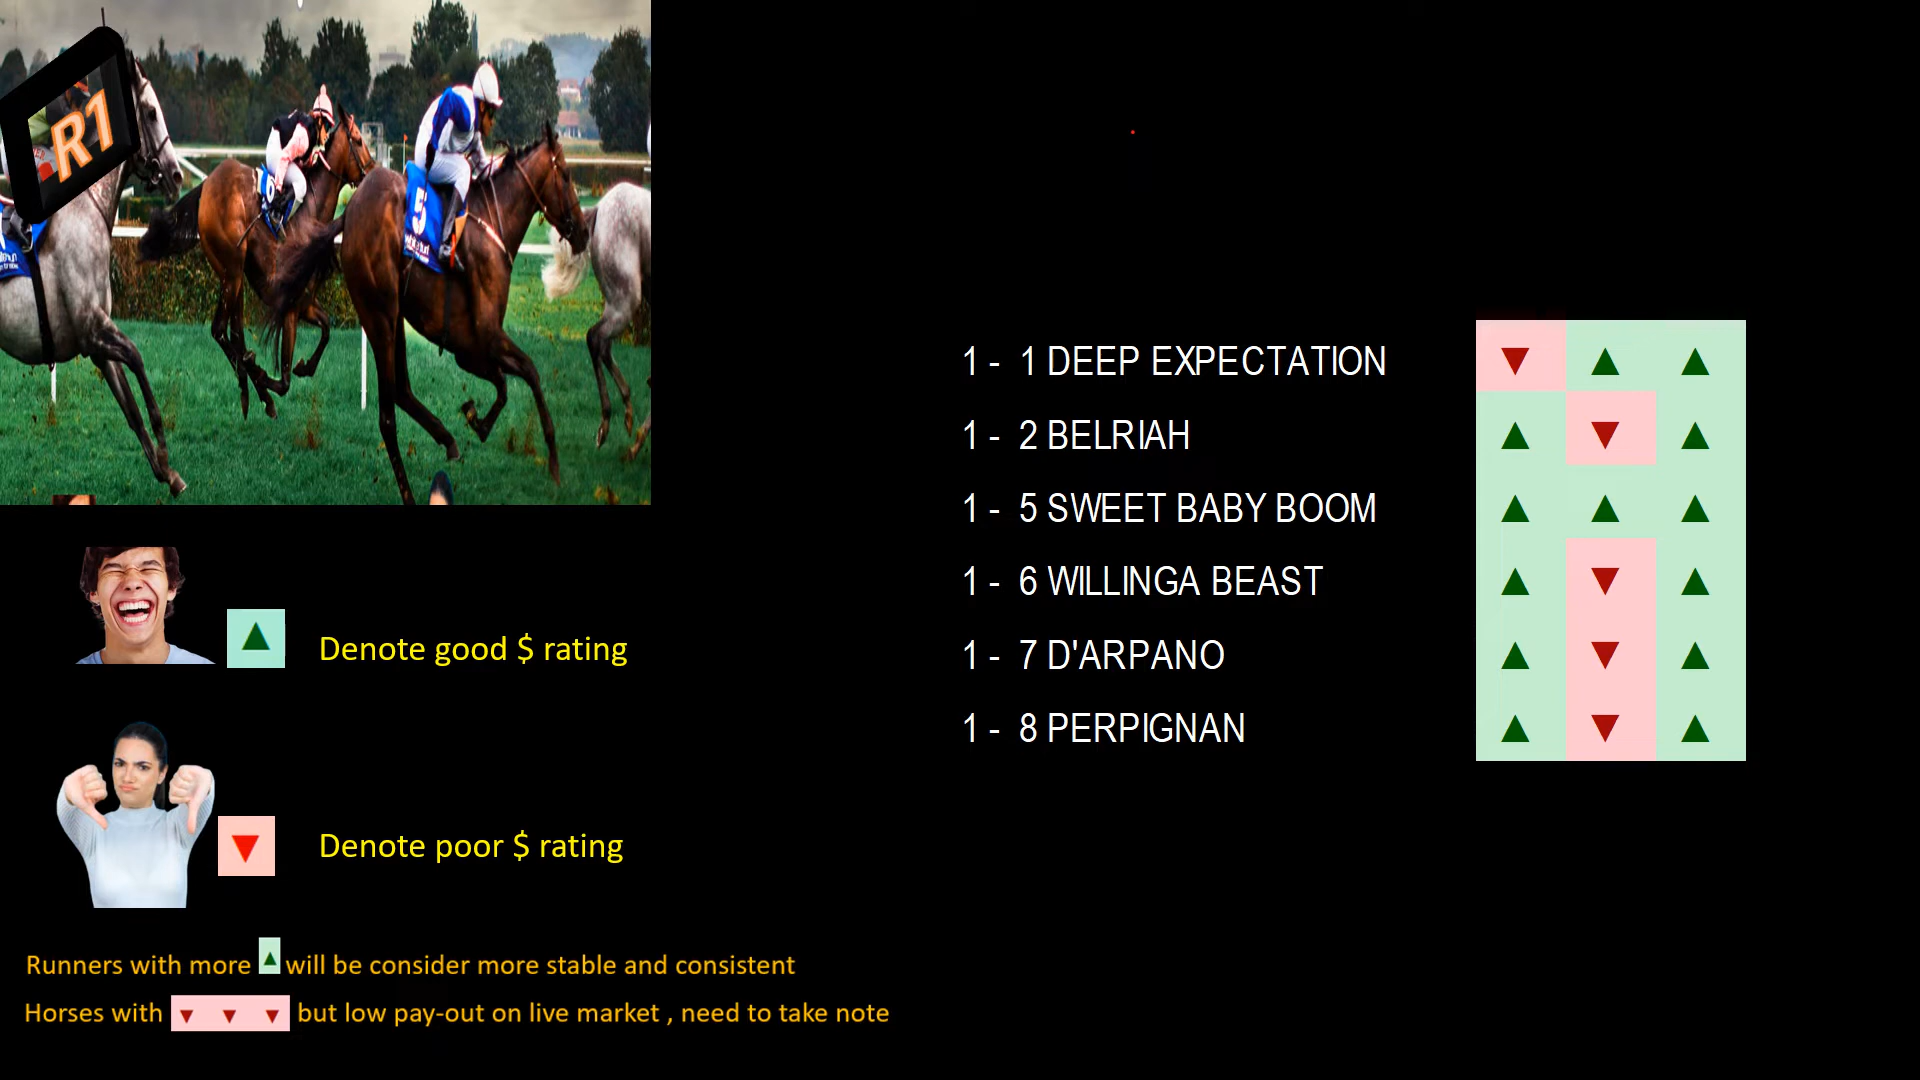 R1
6
5
1 - 1 DEEP EXPECTATION ▼ ▲ ▲
1 - 2 BELRIAH ▲ ▼ ▲
1 - 5 SWEET BABY BOOM ▲ ▲ ▲
1 - 6 WILLINGA BEAST ▲ ▼ ▲
1 - 7 D'ARPANO ▲ ▼ ▲
1 - 8 PERPIGNAN ▲ ▼ ▲
▲ Denote good $ rating
▼ Denote poor $ rating
Runners with more ▲ will be consider more stable and consistent
Horses with ▼ ▼ ▼ but low pay-out on live market , need to take note